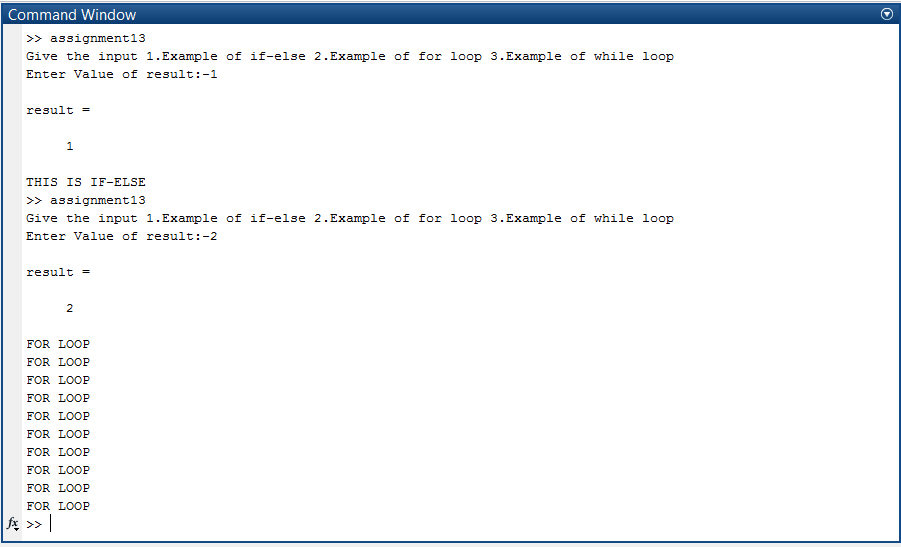 Command Window
>> assignment13
Give the input 1.Example of if-else 2.Example of for loop 3.Example of while loop
Enter Value of result:-1
result =
1
THIS IS IF-ELSE
>> assignment13
Give the input 1.Example of if-else 2.Example of for loop 3.Example of while loop
Enter Value of result:-2
result =
2
FOR LOOP
FOR LOOP
FOR LOOP
FOR LOOP
FOR LOOP
FOR LOOP
FOR LOOP
FOR LOOP
FOR LOOP
FOR LOOP
fx >>